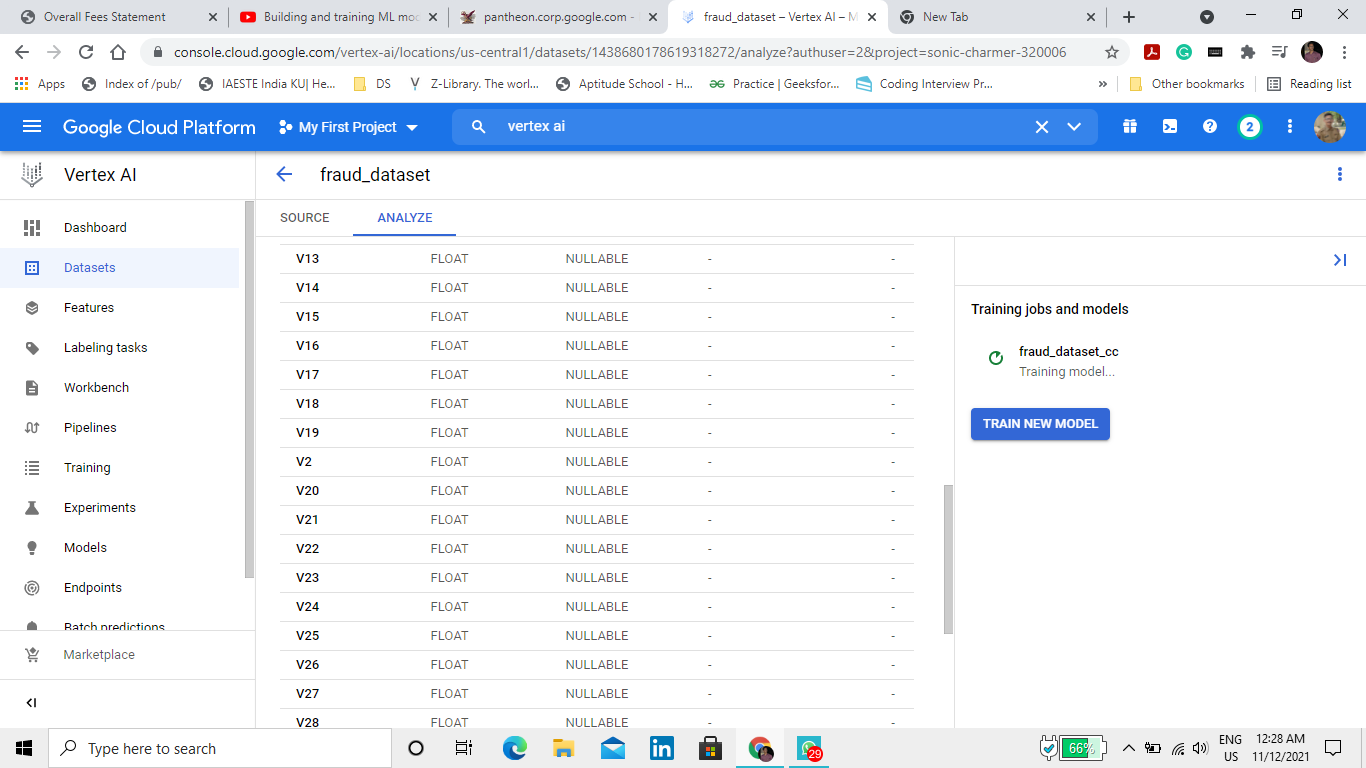 Overall Fees Statement
Building and training ML moc
pantheon.corp.google.com -
fraud_dataset – Vertex AI – M
New Tab
console.cloud.google.com/vertex-ai/locations/us-central1/datasets/1438680178619318272/analyze?authuser=2&project=sonic-charmer-320006
Apps
Index of /pub/
IAESTE India KU| He...
DS
Z-Library. The worl...
Aptitude School - H...
Practice | Geeksfor...
Coding Interview Pr...
»
Other bookmarks
Reading list
Google Cloud Platform
My First Project
vertex ai
2
Vertex AI
fraud_dataset
SOURCE
ANALYZE
Dashboard
Datasets
Features
Labeling tasks
Workbench
Pipelines
Training
Experiments
Models
Endpoints
Batch predictions
Marketplace
V13 FLOAT NULLABLE - -
V14 FLOAT NULLABLE - -
V15 FLOAT NULLABLE - -
V16 FLOAT NULLABLE - -
V17 FLOAT NULLABLE - -
V18 FLOAT NULLABLE - -
V19 FLOAT NULLABLE - -
V2 FLOAT NULLABLE - -
V20 FLOAT NULLABLE - -
V21 FLOAT NULLABLE - -
V22 FLOAT NULLABLE - -
V23 FLOAT NULLABLE - -
V24 FLOAT NULLABLE - -
V25 FLOAT NULLABLE - -
V26 FLOAT NULLABLE - -
V27 FLOAT NULLABLE - -
V28 FLOAT NULLABLE - -
Training jobs and models
fraud_dataset_cc
Training model...
TRAIN NEW MODEL
Type here to search
29
66%
ENG
US
12:28 AM
11/12/2021